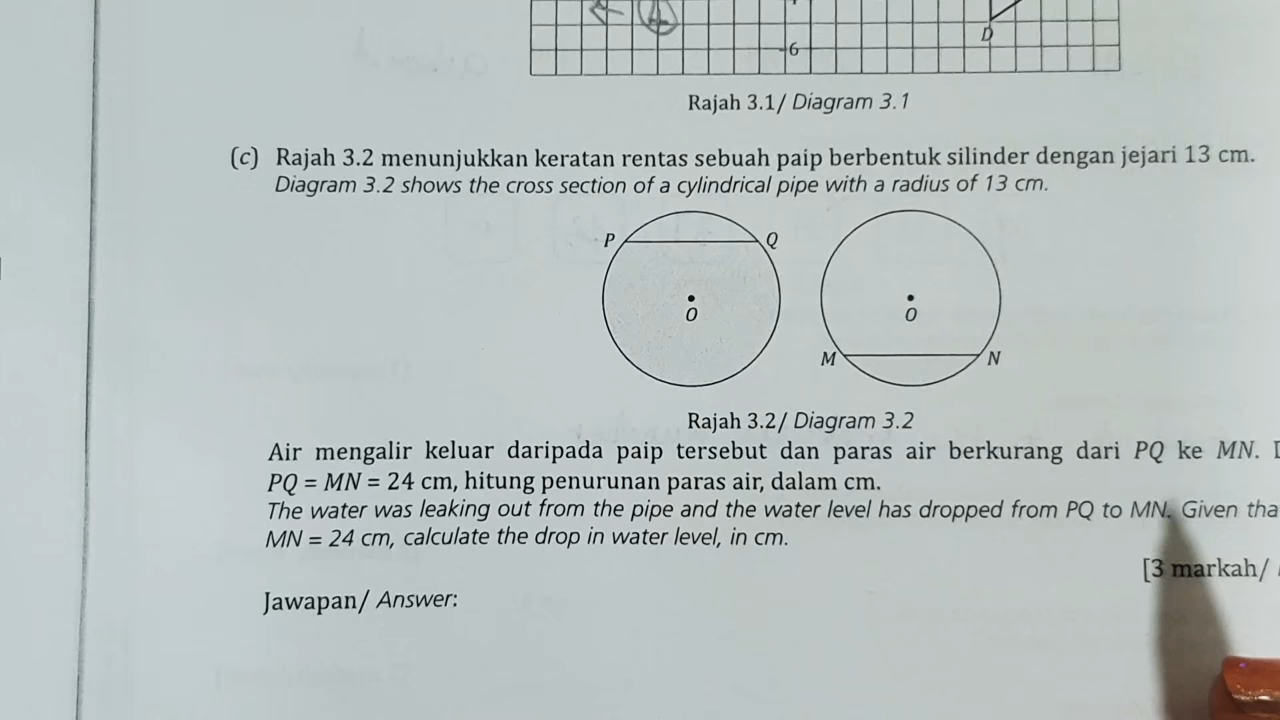 D
-6
Rajah 3.1/ Diagram 3.1
(c) Rajah 3.2 menunjukkan keratan rentas sebuah paip berbentuk silinder dengan jejari 13 cm.
Diagram 3.2 shows the cross section of a cylindrical pipe with a radius of 13 cm.
P Q
O O
M N
Rajah 3.2/ Diagram 3.2
Air mengalir keluar daripada paip tersebut dan paras air berkurang dari PQ ke MN.
PQ = MN = 24 cm, hitung penurunan paras air, dalam cm.
The water was leaking out from the pipe and the water level has dropped from PQ to MN. Given tha
MN = 24 cm, calculate the drop in water level, in cm.
[3 markah/
Jawapan/ Answer: